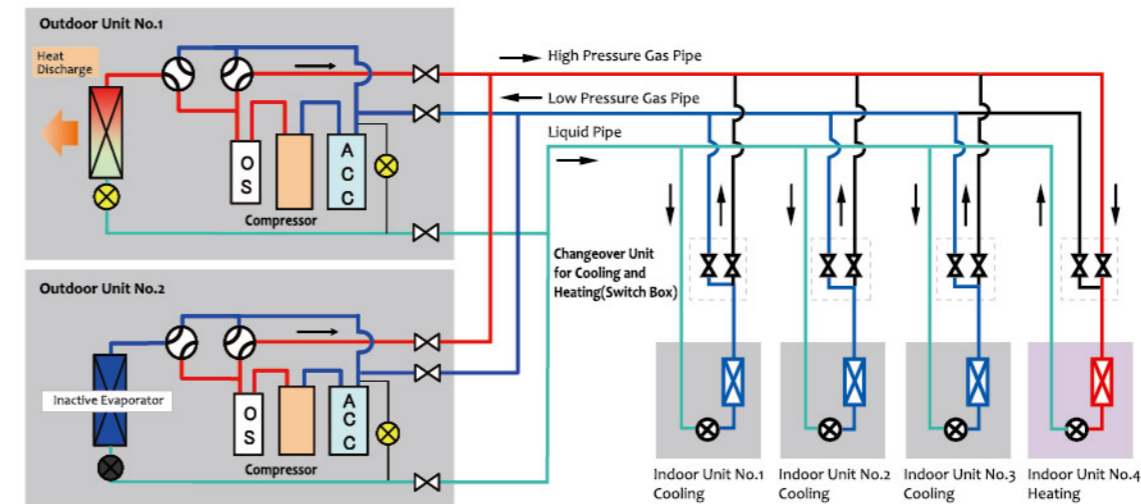 Outdoor Unit No.1
Heat
Discharge
O
S
A
C
C
Compressor
High Pressure Gas Pipe
Low Pressure Gas Pipe
Liquid Pipe
Changeover Unit
for Cooling and
Heating(Switch Box)
Outdoor Unit No.2
Inactive Evaporator
O
S
A
C
C
Compressor
Indoor Unit No.1
Cooling
Indoor Unit No.2
Cooling
Indoor Unit No.3
Cooling
Indoor Unit No.4
Heating